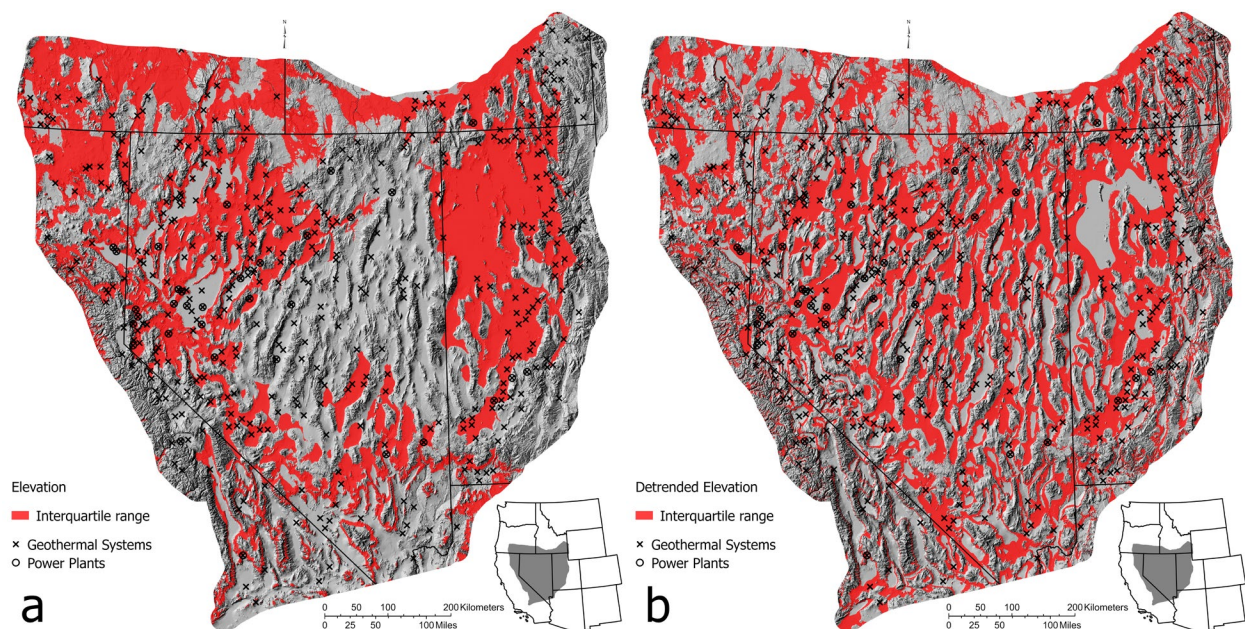 N
Elevation
Interquartile range
Geothermal Systems
Power Plants
a
0 50 100 200 Kilometers
0 25 50 100 Miles
N
Detrended Elevation
Interquartile range
Geothermal Systems
Power Plants
b
0 50 100 200 Kilometers
0 25 50 100 Miles